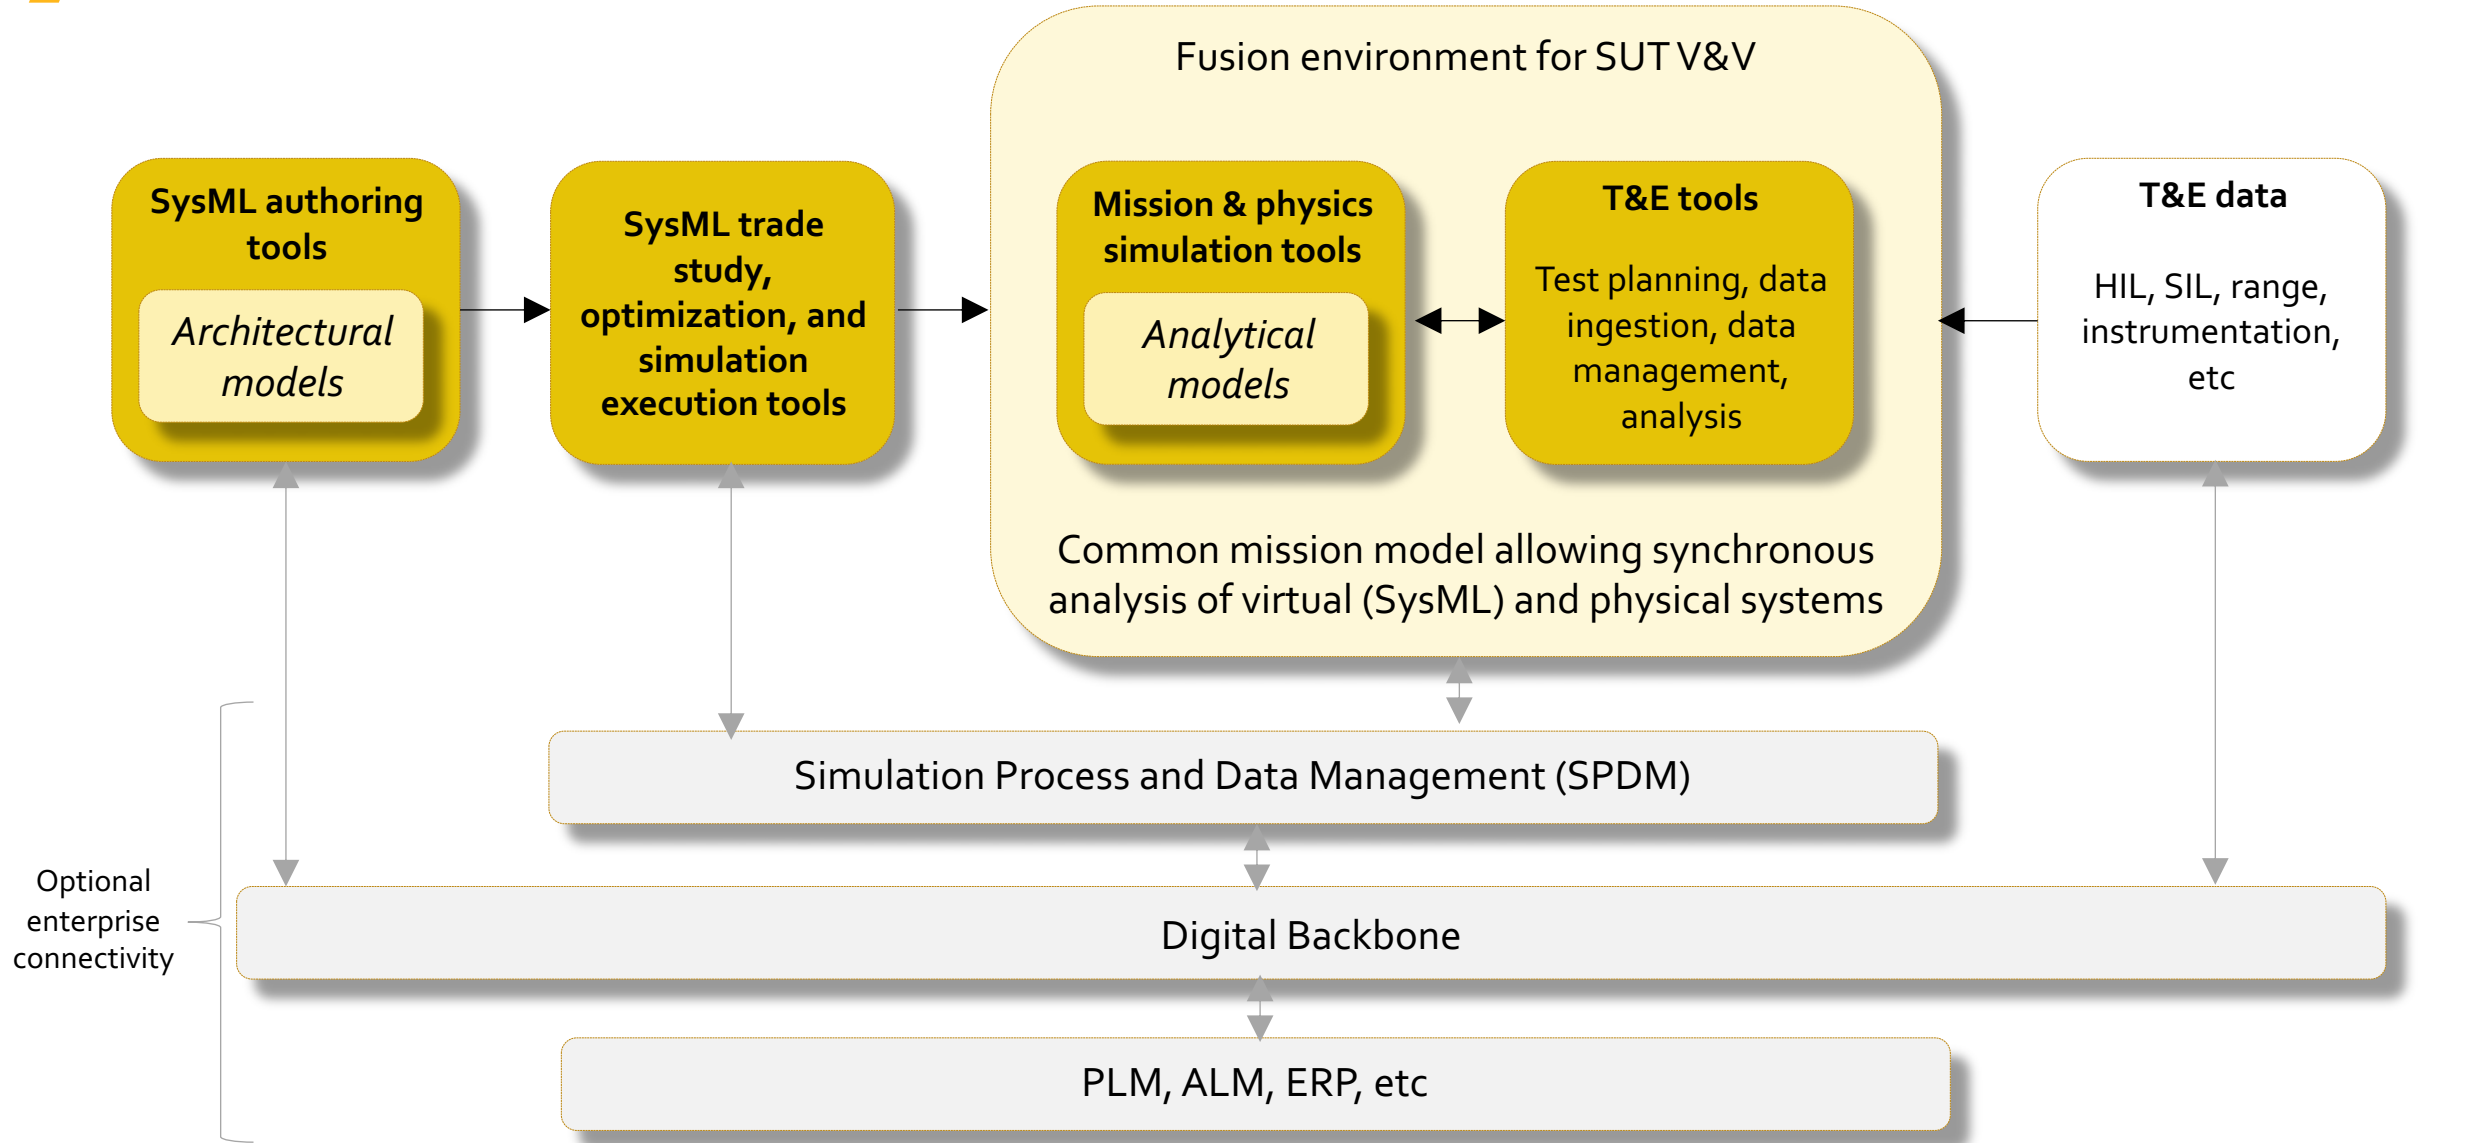 Fusion environment for SUT V&V
SysML authoring
tools
Architectural
models
SysML trade
study,
optimization, and
simulation
execution tools
Mission & physics
simulation tools
Analytical
models
T&E tools
Test planning, data
ingestion, data
management,
analysis
T&E data
HIL, SIL, range,
instrumentation,
etc
Common mission model allowing synchronous
analysis of virtual (SysML) and physical systems
Simulation Process and Data Management (SPDM)
Optional
enterprise
connectivity
Digital Backbone
PLM, ALM, ERP, etc